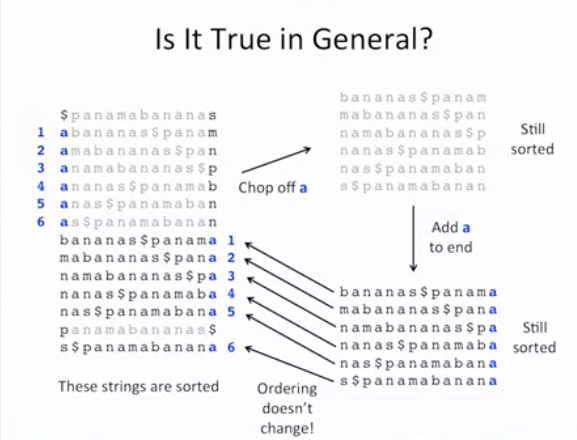 Is It True in General?
$panamabananas
1 abananas$panam
2 amabananas$pan
3 anamabananas$p
4 ananas$panamab
5 anas$panamaban
6 as$panamabanan
bananas$panama 1
mabananas$pana 2
namabananas$pa 3
nanas$panamaba 4
nas$panamabana 5
panamabananas$
s$panamabanana 6
These strings are sorted
Chop off a
bananas$panam
mabananas$pan
namabananas$p
nanas$panamab
nas$panamaban
s$panamabanan
Still
sorted
Add a
to end
bananas$panama
mabananas$pana
namabananas$pa
nanas$panamaba
nas$panamabana
s$panamabanana
Still
sorted
Ordering
doesn't
change!